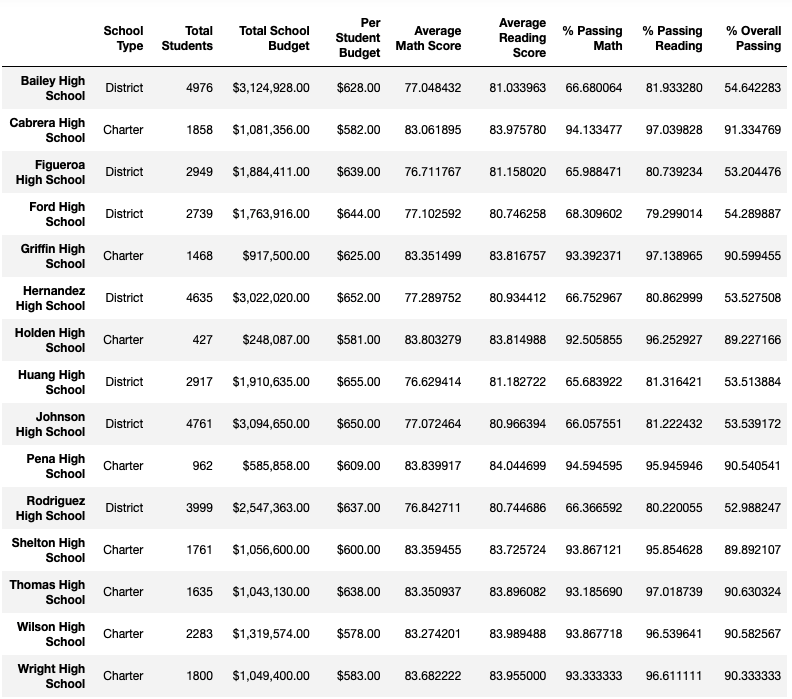 School Type Total Students Total School Budget Per Student Budget Average Math Score Average Reading Score % Passing Math % Passing Reading % Overall Passing
Bailey High School District 4976 $3,124,928.00 $628.00 77.048432 81.033963 66.680064 81.933280 54.642283
Cabrera High School Charter 1858 $1,081,356.00 $582.00 83.061895 83.975780 94.133477 97.039828 91.334769
Figueroa High School District 2949 $1,884,411.00 $639.00 76.711767 81.158020 65.988471 80.739234 53.204476
Ford High School District 2739 $1,763,916.00 $644.00 77.102592 80.746258 68.309602 79.299014 54.289887
Griffin High School Charter 1468 $917,500.00 $625.00 83.351499 83.816757 93.392371 97.138965 90.599455
Hernandez High School District 4635 $3,022,020.00 $652.00 77.289752 80.934412 66.752967 80.862999 53.527508
Holden High School Charter 427 $248,087.00 $581.00 83.803279 83.814988 92.505855 96.252927 89.227166
Huang High School District 2917 $1,910,635.00 $655.00 76.629414 81.182722 65.683922 81.316421 53.513884
Johnson High School District 4761 $3,094,650.00 $650.00 77.072464 80.966394 66.057551 81.222432 53.539172
Pena High School Charter 962 $585,858.00 $609.00 83.839917 84.044699 94.594595 95.945946 90.540541
Rodriguez High School District 3999 $2,547,363.00 $637.00 76.842711 80.744686 66.366592 80.220055 52.988247
Shelton High School Charter 1761 $1,056,600.00 $600.00 83.359455 83.725724 93.867121 95.854628 89.892107
Thomas High School Charter 1635 $1,043,130.00 $638.00 83.350937 83.896082 93.185690 97.018739 90.630324
Wilson High School Charter 2283 $1,319,574.00 $578.00 83.274201 83.989488 93.867718 96.539641 90.582567
Wright High School Charter 1800 $1,049,400.00 $583.00 83.682222 83.955000 93.333333 96.611111 90.333333